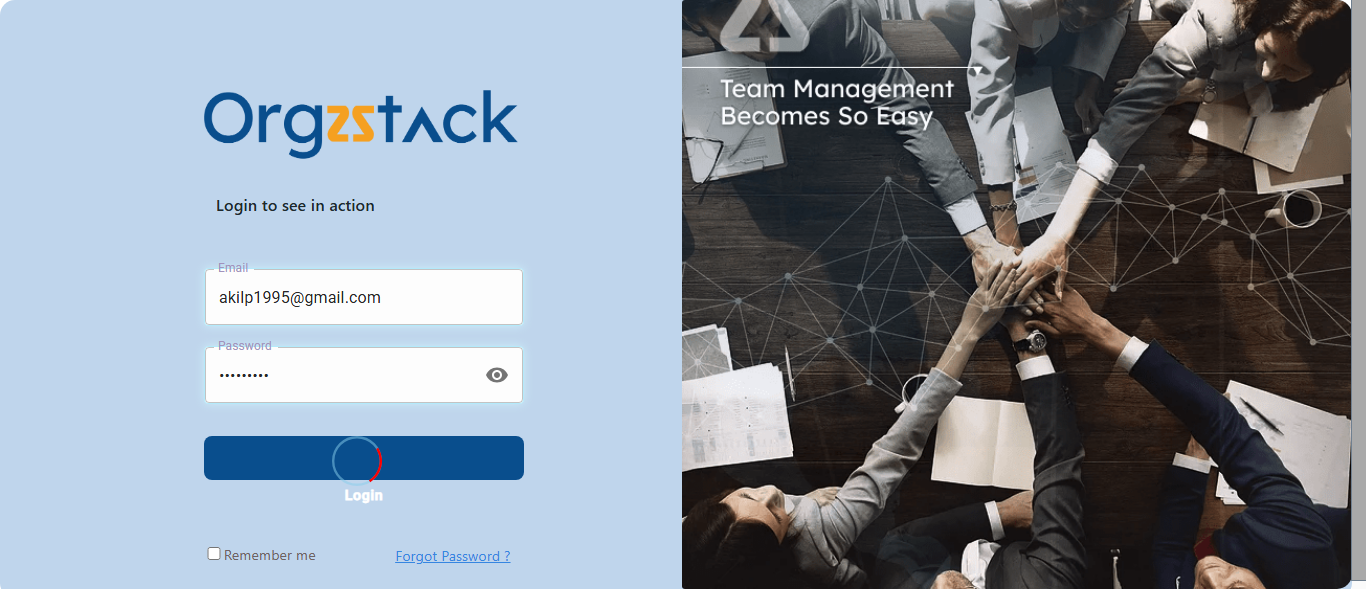 Orgzstack
Login to see in action
Email
akilp1995@gmail.com
Password
•••••••••
Login
Remember me
Forgot Password ?
Team Management
Becomes So Easy